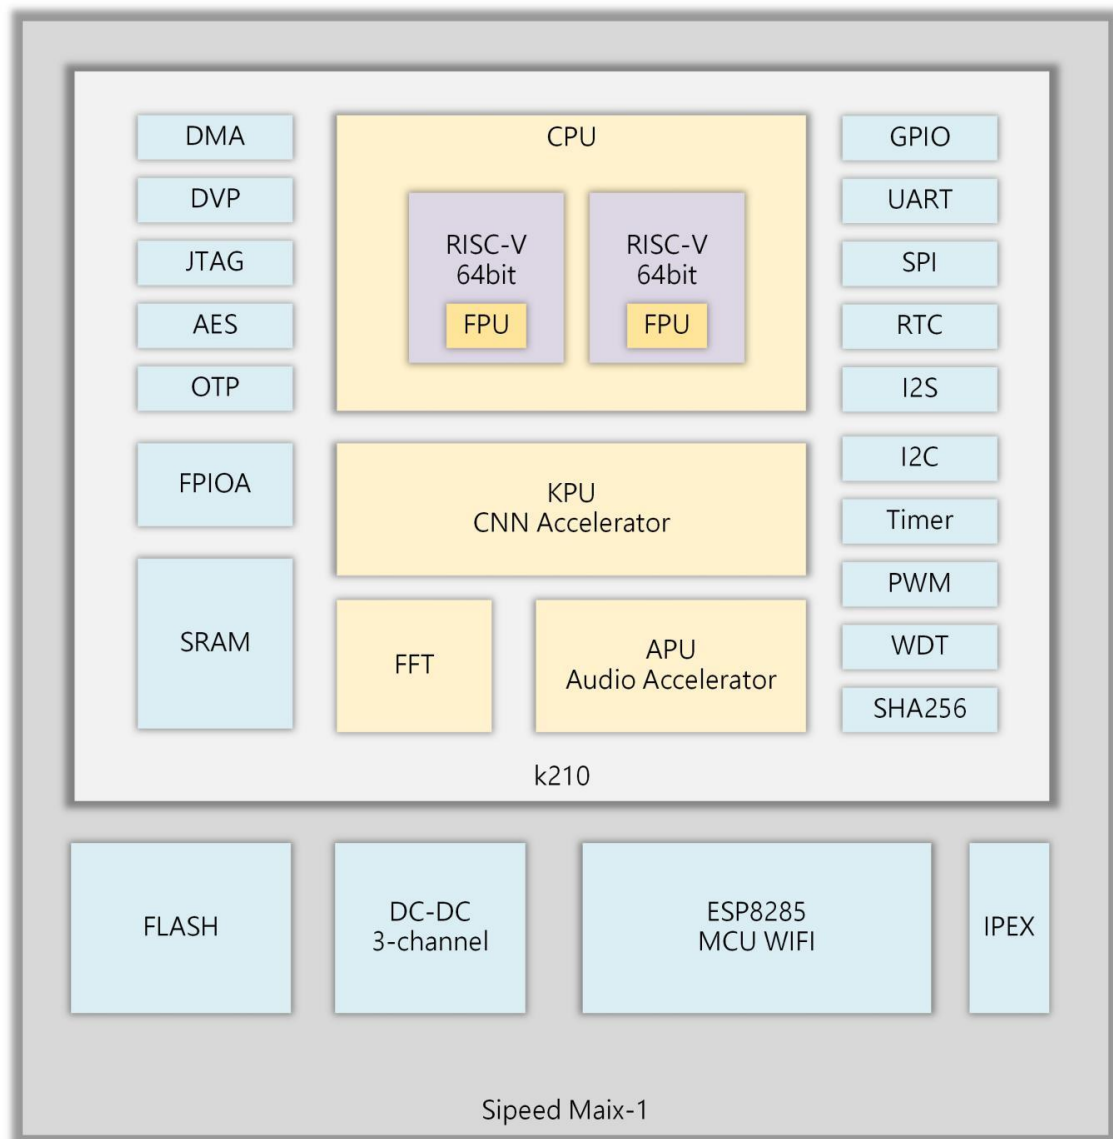 DMA
DVP
JTAG
AES
OTP
FPIOA
SRAM
CPU
RISC-V
64bit
FPU
RISC-V
64bit
FPU
KPU
CNN Accelerator
FFT
APU
Audio Accelerator
GPIO
UART
SPI
RTC
I2S
I2C
Timer
PWM
WDT
SHA256
k210
FLASH
DC-DC
3-channel
ESP8285
MCU WIFI
IPEX
Sipeed Maix-1